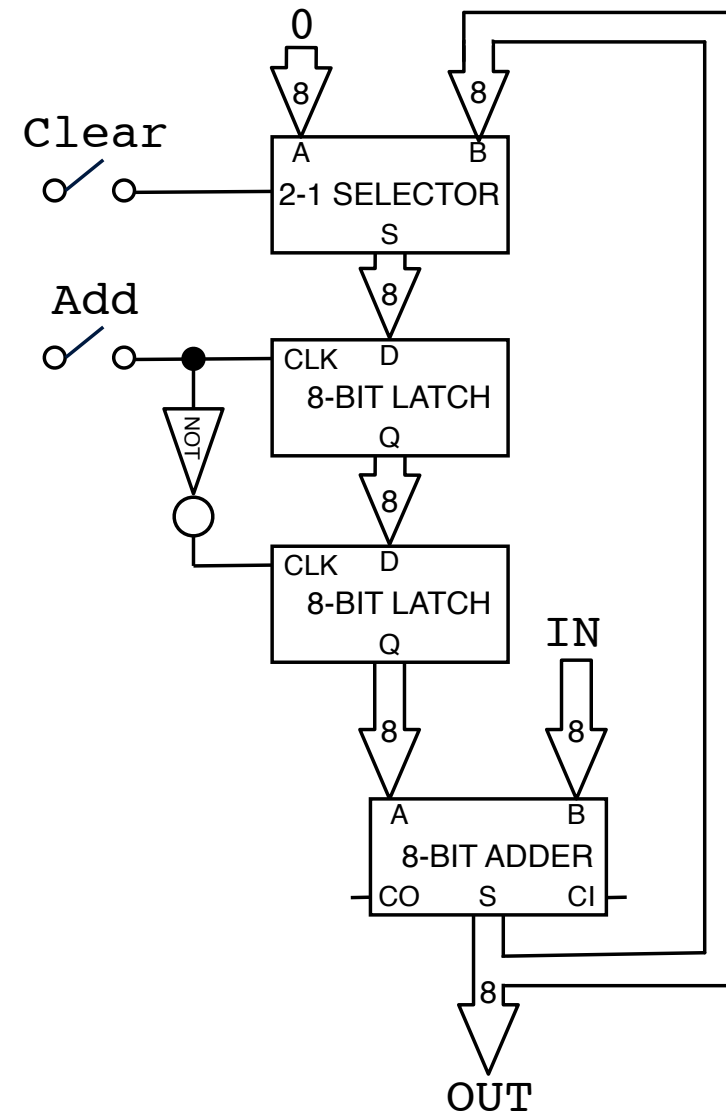 0
8
8
Clear
A
B
2-1 SELECTOR
S
8
Add
CLK
D
8-BIT LATCH
Q
NOT
8
CLK
D
8-BIT LATCH
Q
IN
8
8
A
B
8-BIT ADDER
CO
S
CI
8
OUT